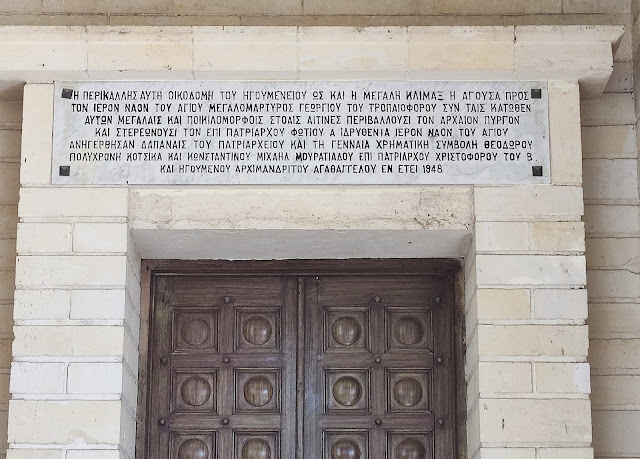 Η ΠΕΡΙΚΑΛΛΗΣ ΑΥΤΗ ΟΙΚΟΔΟΜΗ ΤΟΥ ΗΓΟΥΜΕΝΕΙΟΥ ΩΣ ΚΑΙ Η ΜΕΓΑΛΗ ΚΛΙΜΑΞ Η ΑΓΟΥΣΑ ΠΡΟΣ
ΤΟΝ ΙΕΡΟΝ ΝΑΟΝ ΤΟΥ ΑΓΙΟΥ ΜΕΓΑΛΟΜΑΡΤΥΡΟΣ ΓΕΩΡΓΙΟΥ ΤΟΥ ΤΡΟΠΑΙΟΦΟΡΟΥ ΣΥΝ ΤΑΙΣ ΚΑΤΩΘΕΝ
ΑΥΤΩΝ ΜΕΓΑΛΑΙΣ ΚΑΙ ΠΟΙΚΙΛΟΜΟΡΦΟΙΣ ΣΤΟΑΙΣ ΑΙΤΙΝΕΣ ΠΕΡΙΒΑΛΛΟΥΣΙ ΤΟΝ ΑΡΧΑΙΟΝ ΠΥΡΓΟΝ
ΚΑΙ ΣΤΕΡΕΩΝΟΥΣΙ ΤΟΝ ΕΠΙ ΠΑΤΡΙΑΡΧΟΥ ΦΩΤΙΟΥ Α ΙΔΡΥΘΕΝΙΑ ΙΕΡΟΝ ΝΑΟΝ ΤΟΥ ΑΓΙΟΥ
ΑΝΗΓΕΡΘΗΣΑΝ ΔΑΠΑΝΑΙΣ ΤΟΥ ΠΑΤΡΙΑΡΧΕΙΟΥ ΚΑΙ ΤΗ ΓΕΝΝΑΙΑ ΧΡΗΜΑΤΙΚΗ ΣΥΜΒΟΛΗ ΘΕΟΔΩΡΟΥ
ΠΟΛΥΧΡΟΝΗ ΚΟΤΣΙΚΑ ΚΑΙ ΚΩΝΣΤΑΝΤΙΝΟΥ ΜΙΧΑΗΛ ΜΟΥΡΑΤΙΑΔΟΥ ΕΠΙ ΠΑΤΡΙΑΡΧΟΥ ΧΡΙΣΤΟΦΟΡΟΥ ΤΟΥ Β.
ΚΑΙ ΗΓΟΥΜΕΝΟΥ ΑΡΧΙΜΑΝΔΡΙΤΟΥ ΑΓΑΘΑΓΓΕΛΟΥ ΕΝ ΕΤΕΙ 1948